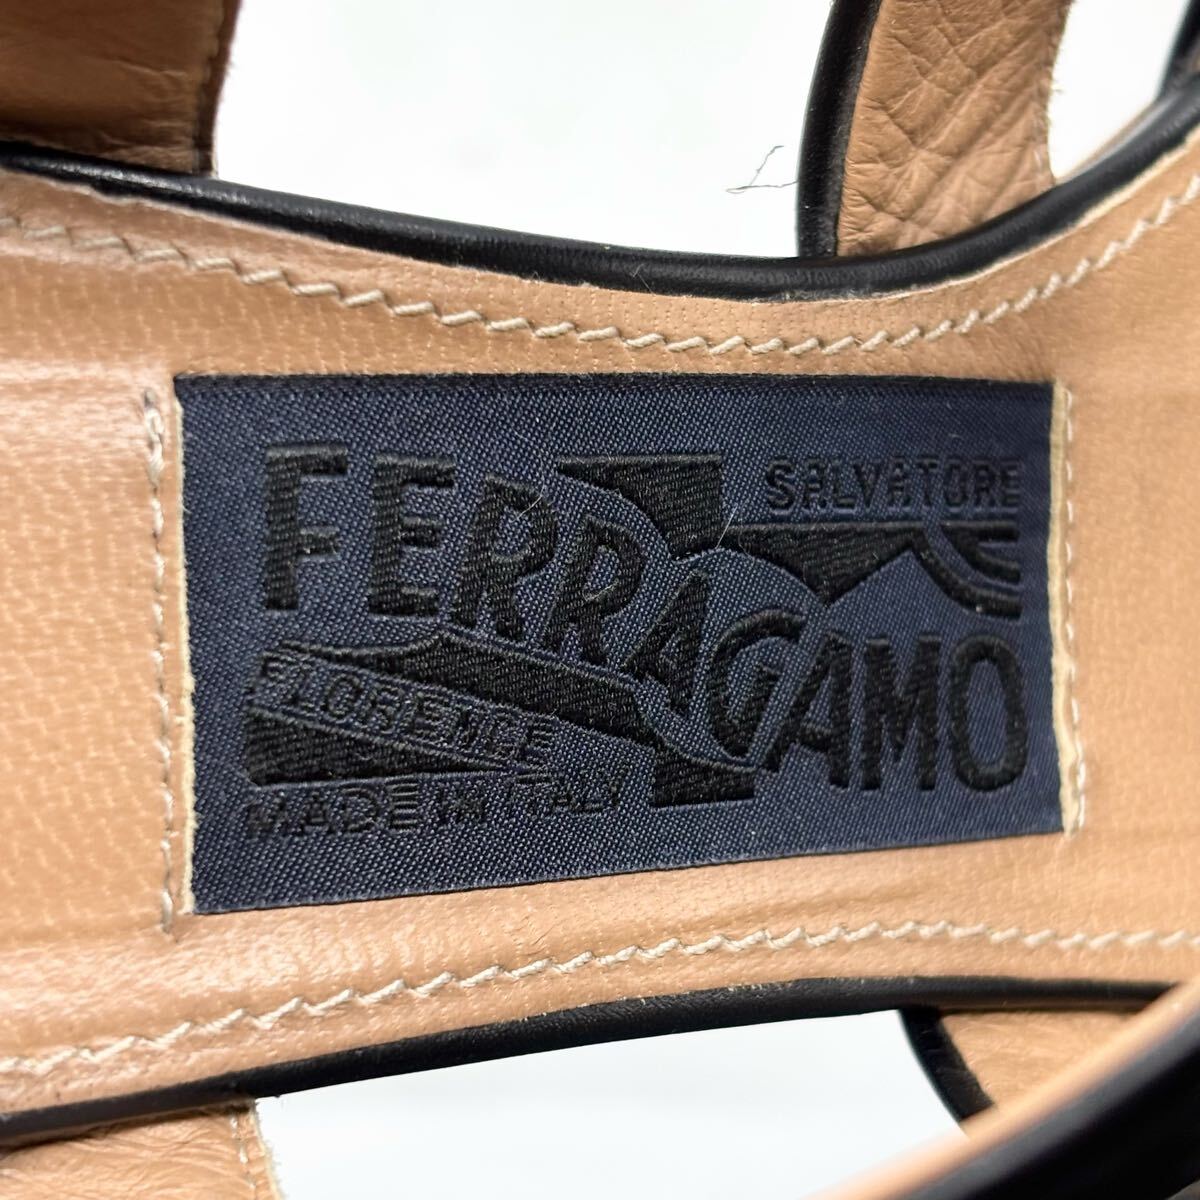 SALVATORE
FERRAGAMO
FLORENCE
MADE IN ITALY